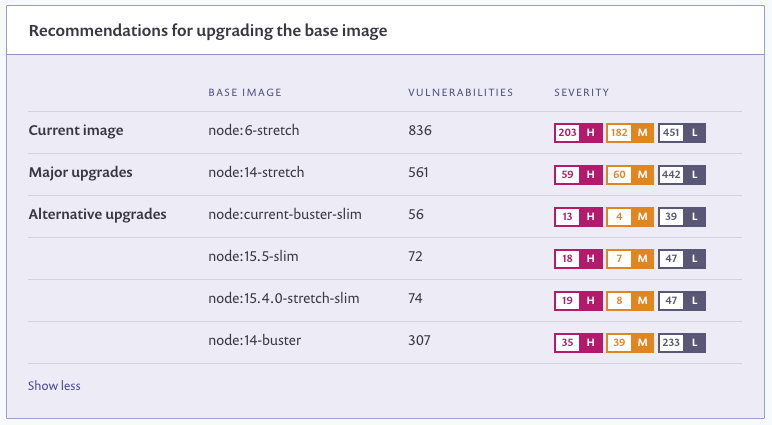 Recommendations for upgrading the base image
BASE IMAGE VULNERABILITIES SEVERITY
Current image node:6-stretch 836 203 H 182 M 451 L
Major upgrades node:14-stretch 561 59 H 60 M 442 L
Alternative upgrades node:current-buster-slim 56 13 H 4 M 39 L
node:15.5-slim 72 18 H 7 M 47 L
node:15.4.0-stretch-slim 74 19 H 8 M 47 L
node:14-buster 307 35 H 39 M 233 L
Show less